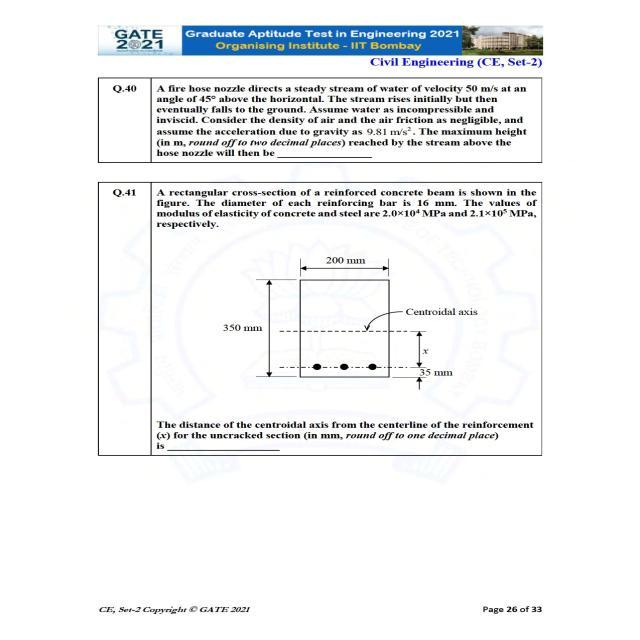 GATE
2021
Graduate Aptitude Test in Engineering 2021
Organising Institute - IIT Bombay
Civil Engineering (CE, Set-2)
Q.40
A fire hose nozzle directs a steady stream of water of velocity 50 m/s at an
angle of 45° above the horizontal. The stream rises initially but then
eventually falls to the ground. Assume water as incompressible and
inviscid. Consider the density of air and the air friction as negligible, and
assume the acceleration due to gravity as 9.81 m/s². The maximum height
(in m, round off to two decimal places) reached by the stream above the
hose nozzle will then be ________________
Q.41
A rectangular cross-section of a reinforced concrete beam is shown in the
figure. The diameter of each reinforcing bar is 16 mm. The values of
modulus of elasticity of concrete and steel are 2.0×10⁴ MPa and 2.1×10⁵ MPa,
respectively.
200 mm
Centroidal axis
350 mm
x
35 mm
The distance of the centroidal axis from the centerline of the reinforcement
(x) for the uncracked section (in mm, round off to one decimal place)
is ___________________
CE, Set-2 Copyright © GATE 2021
Page 26 of 33